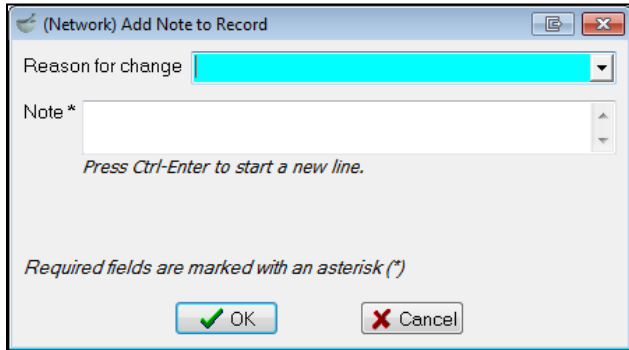 (Network) Add Note to Record
Reason for change
Note *
Press Ctrl-Enter to start a new line.
Required fields are marked with an asterisk (*)
OK
Cancel